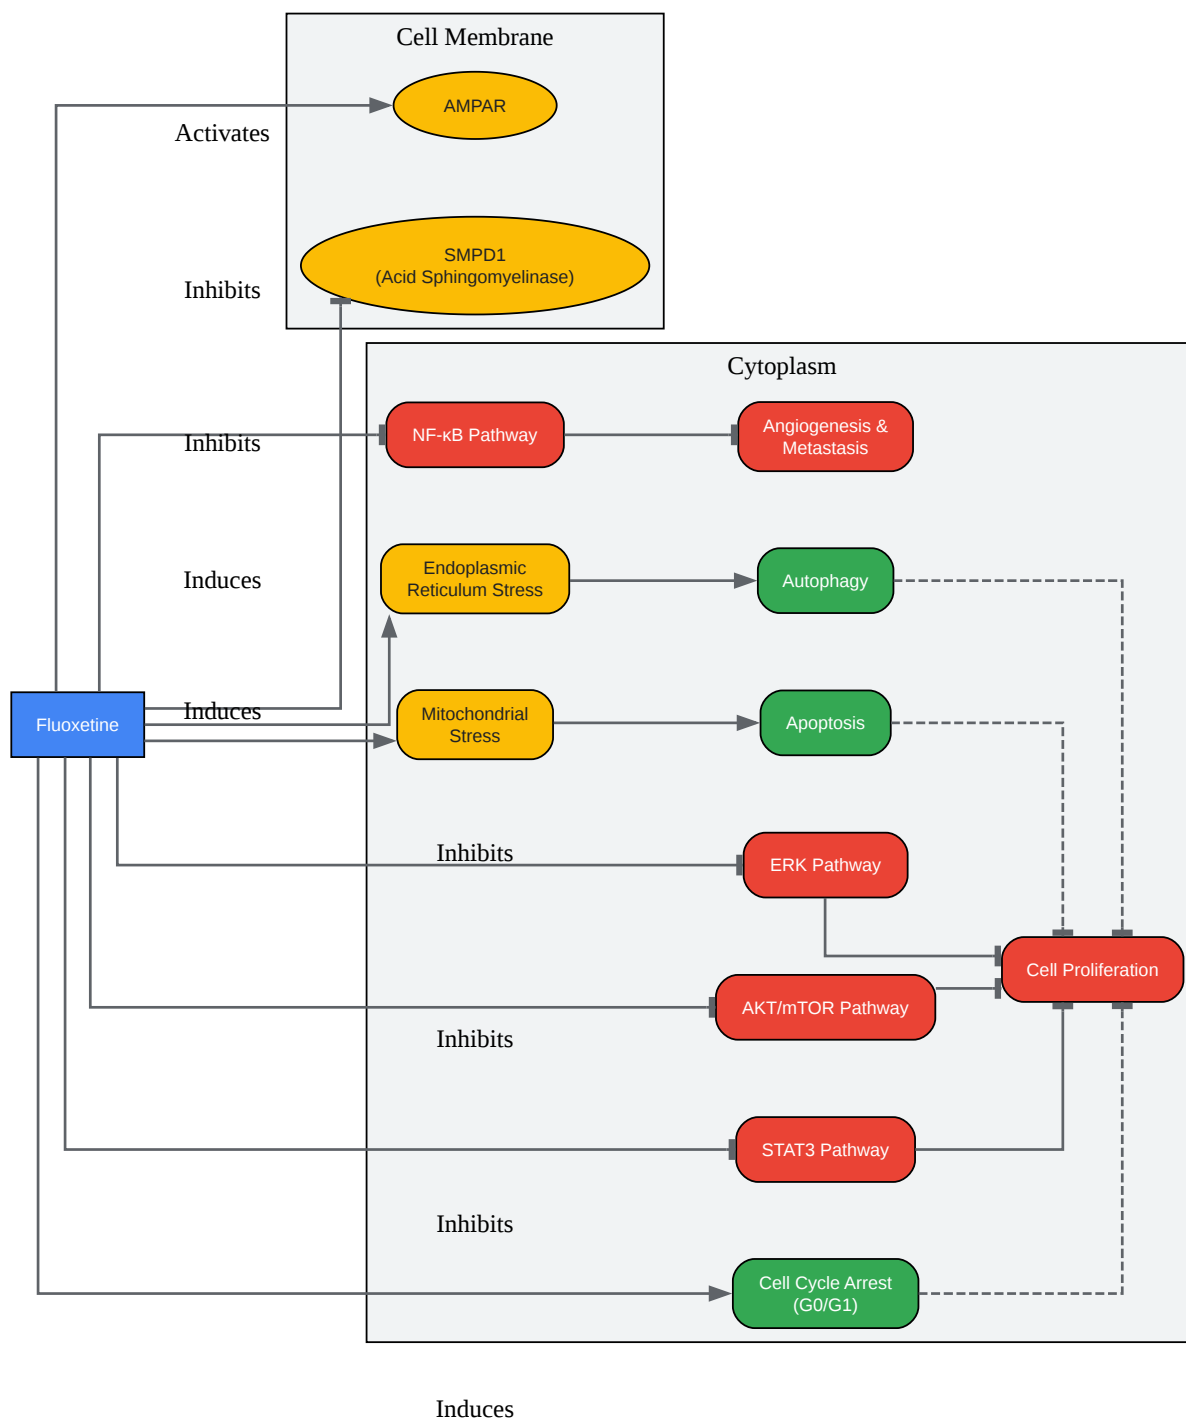 Cell Membrane
AMPAR
Activates
SMPD1
(Acid Sphingomyelinase)
Inhibits
Cytoplasm
Inhibits
NF-κB Pathway
Angiogenesis &
Metastasis
Induces
Endoplasmic
Reticulum Stress
Autophagy
Fluoxetine
Induces
Mitochondrial
Stress
Apoptosis
Inhibits
ERK Pathway
Cell Proliferation
AKT/mTOR Pathway
Inhibits
STAT3 Pathway
Inhibits
Cell Cycle Arrest
(G0/G1)
Induces